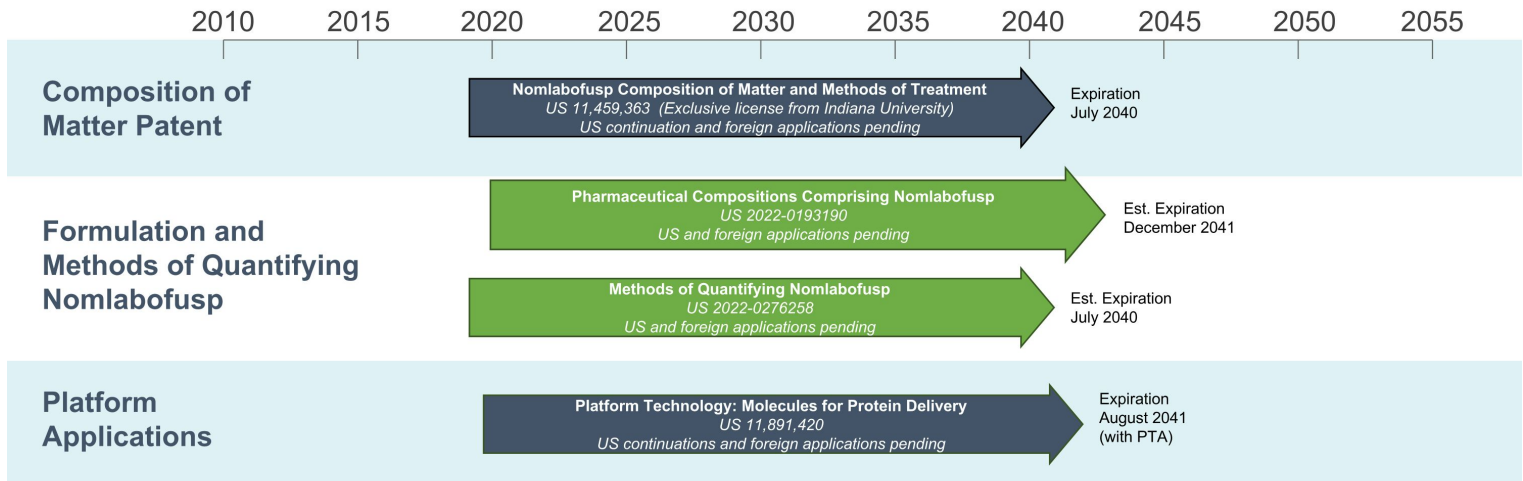 2010 2015 2020 2025 2030 2035 2040 2045 2050 2055
Composition of
Matter Patent
Nomlabofusp Composition of Matter and Methods of Treatment
US 11,459,363 (Exclusive license from Indiana University)
US continuation and foreign applications pending
Expiration
July 2040
Formulation and
Methods of Quantifying
Nomlabofusp
Pharmaceutical Compositions Comprising Nomlabofusp
US 2022-0193190
US and foreign applications pending
Est. Expiration
December 2041
Methods of Quantifying Nomlabofusp
US 2022-0276258
US and foreign applications pending
Est. Expiration
July 2040
Platform
Applications
Platform Technology: Molecules for Protein Delivery
US 11,891,420
US continuations and foreign applications pending
Expiration
August 2041
(with PTA)